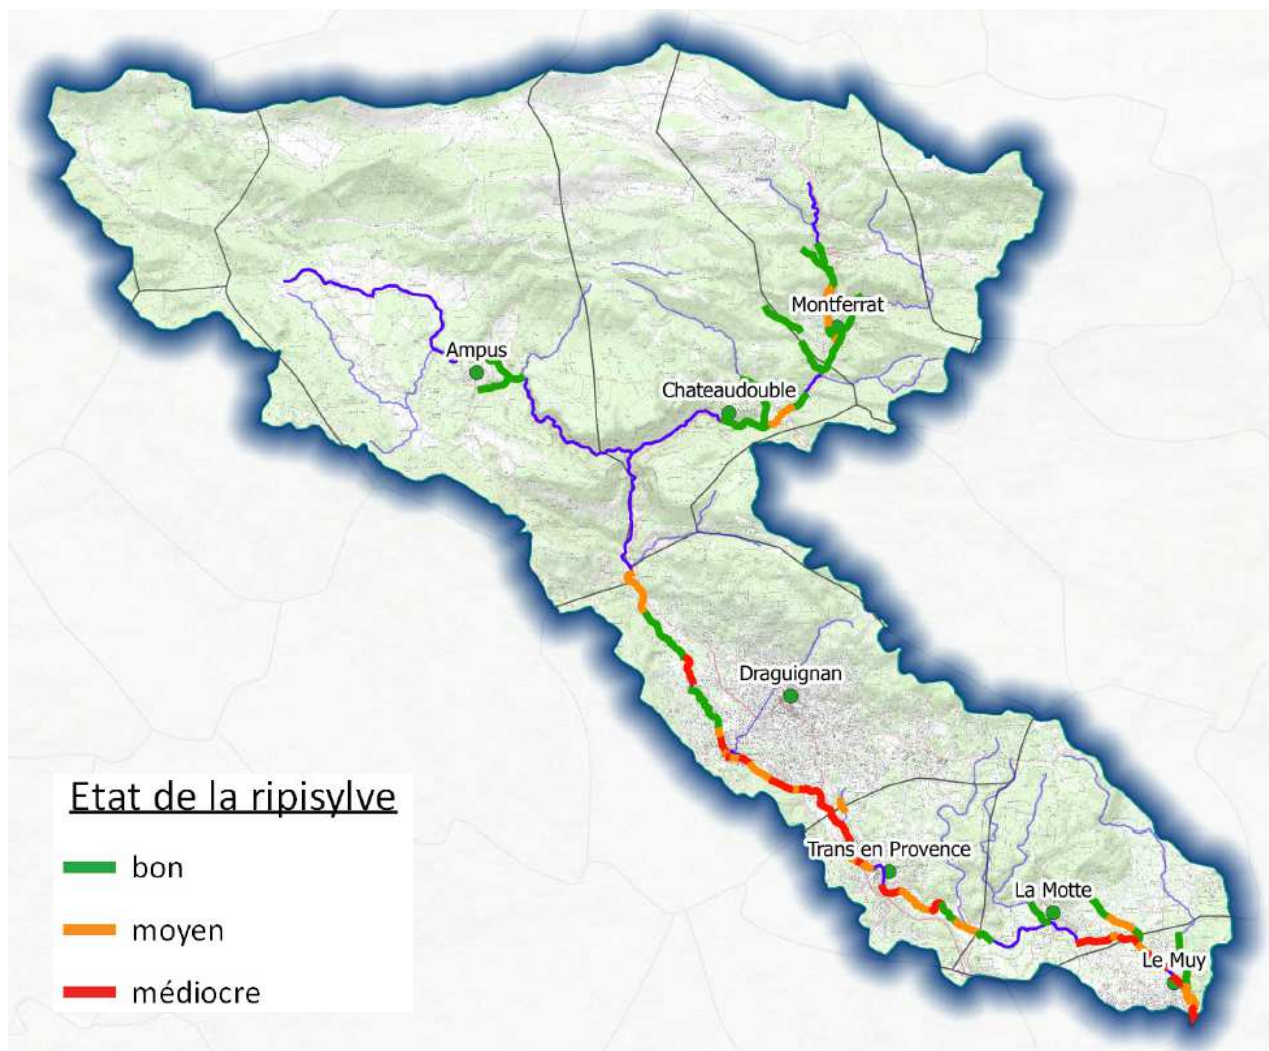 Montferrat
Ampus
Chateaudouble
Draguignan
Trans en Provence
La Motte
Le Muy
Etat de la ripisylve
bon
moyen
médiocre